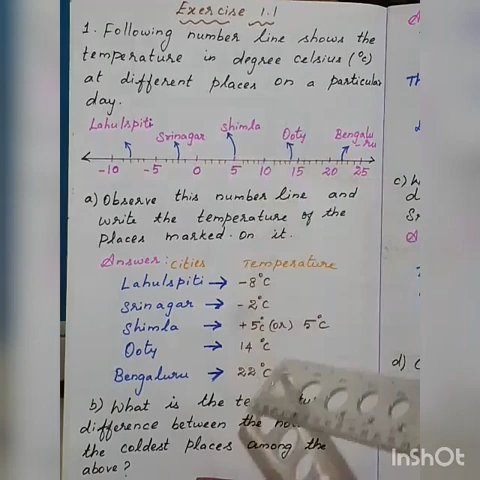 Exercise 1.1
1. Following number line shows the
temperature in degree celsius (°c)
at different places on a particular
day.
Lahulspiti Srinagar Shimla Ooty Bengalu
-ru
-10 -5 0 5 10 15 20 25
a) Observe this number line and
write the temperature of the
places marked on it.
Answer: Cities Temperature
Lahulspiti → -8°C
Srinagar → -2°C
Shimla → +5°C (or) 5°C
Ooty → 14°C
Bengaluru → 22°C
b) What is the
difference between the
the coldest places among the
above?
c)
d)
InShOt